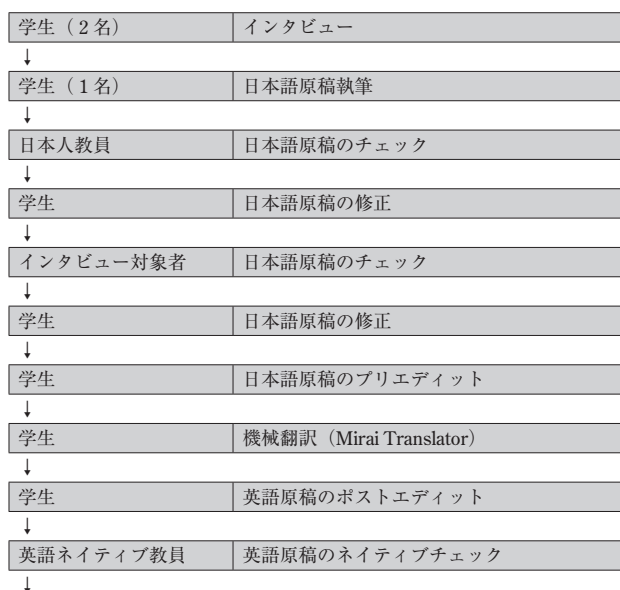 学生（2名） インタビュー
↓
学生（1名） 日本語原稿執筆
↓
日本人教員 日本語原稿のチェック
↓
学生 日本語原稿の修正
↓
インタビュー対象者 日本語原稿のチェック
↓
学生 日本語原稿の修正
↓
学生 日本語原稿のプリエディット
↓
学生 機械翻訳（Mirai Translator）
↓
学生 英語原稿のポストエディット
↓
英語ネイティブ教員 英語原稿のネイティブチェック
↓